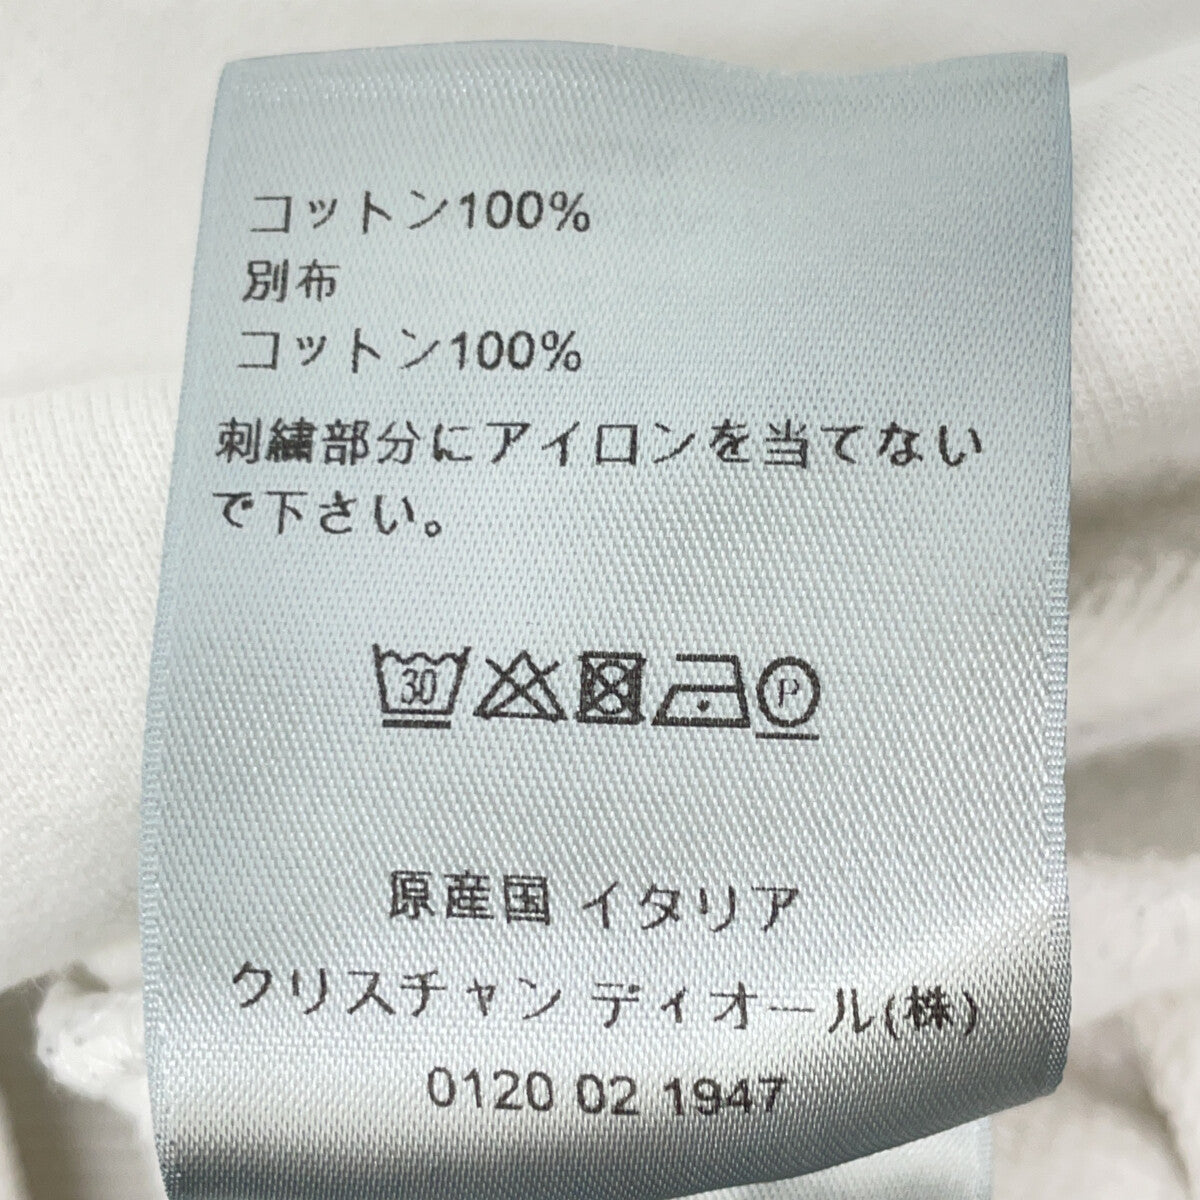 コットン100%
別布
コットン100%
刺繍部分にアイロンを当てない
で下さい。
30 P
原産国 イタリア
クリスチャン ディオール(株)
0120 02 1947